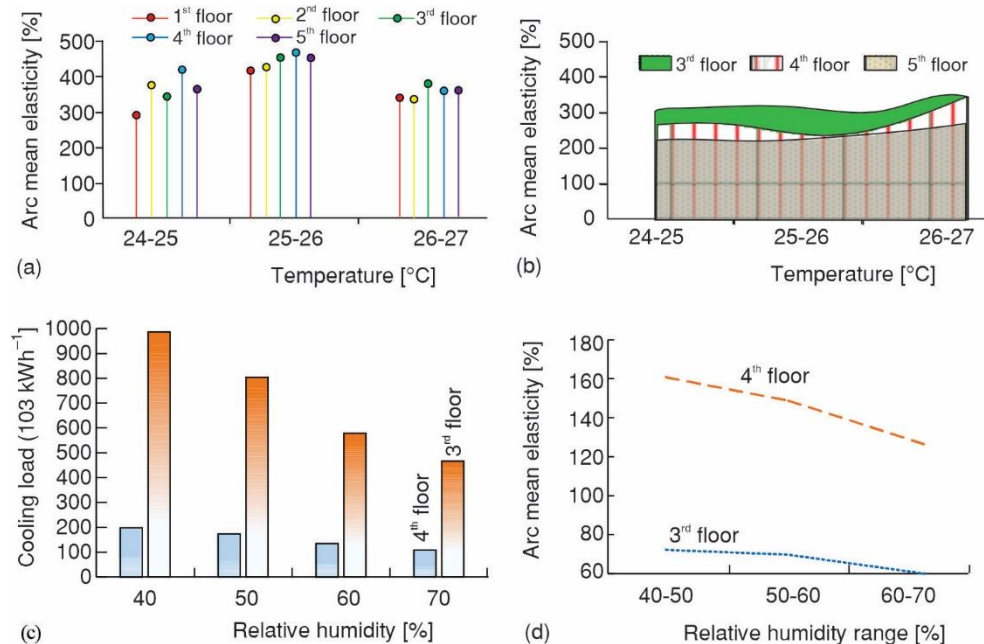 1st floor 2nd floor 3rd floor
4th floor 5th floor
Arc mean elasticity [%]
500
400
300
200
100
0
24-25 25-26 26-27
(a)
Temperature [°C]
Arc mean elasticity [%]
500
400
300
200
100
0
3rd floor 4th floor 5th floor
24-25 25-26 26-27
(b)
Temperature [°C]
Cooling load (103 kWh⁻¹)
1000
900
800
700
600
500
400
300
200
100
0
4th floor
3rd floor
40 50 60 70
(c)
Relative humidity [%]
Arc mean elasticity [%]
180
160
140
120
100
80
60
4th floor
3rd floor
40-50 50-60 60-70
(d)
Relative humidity range [%]